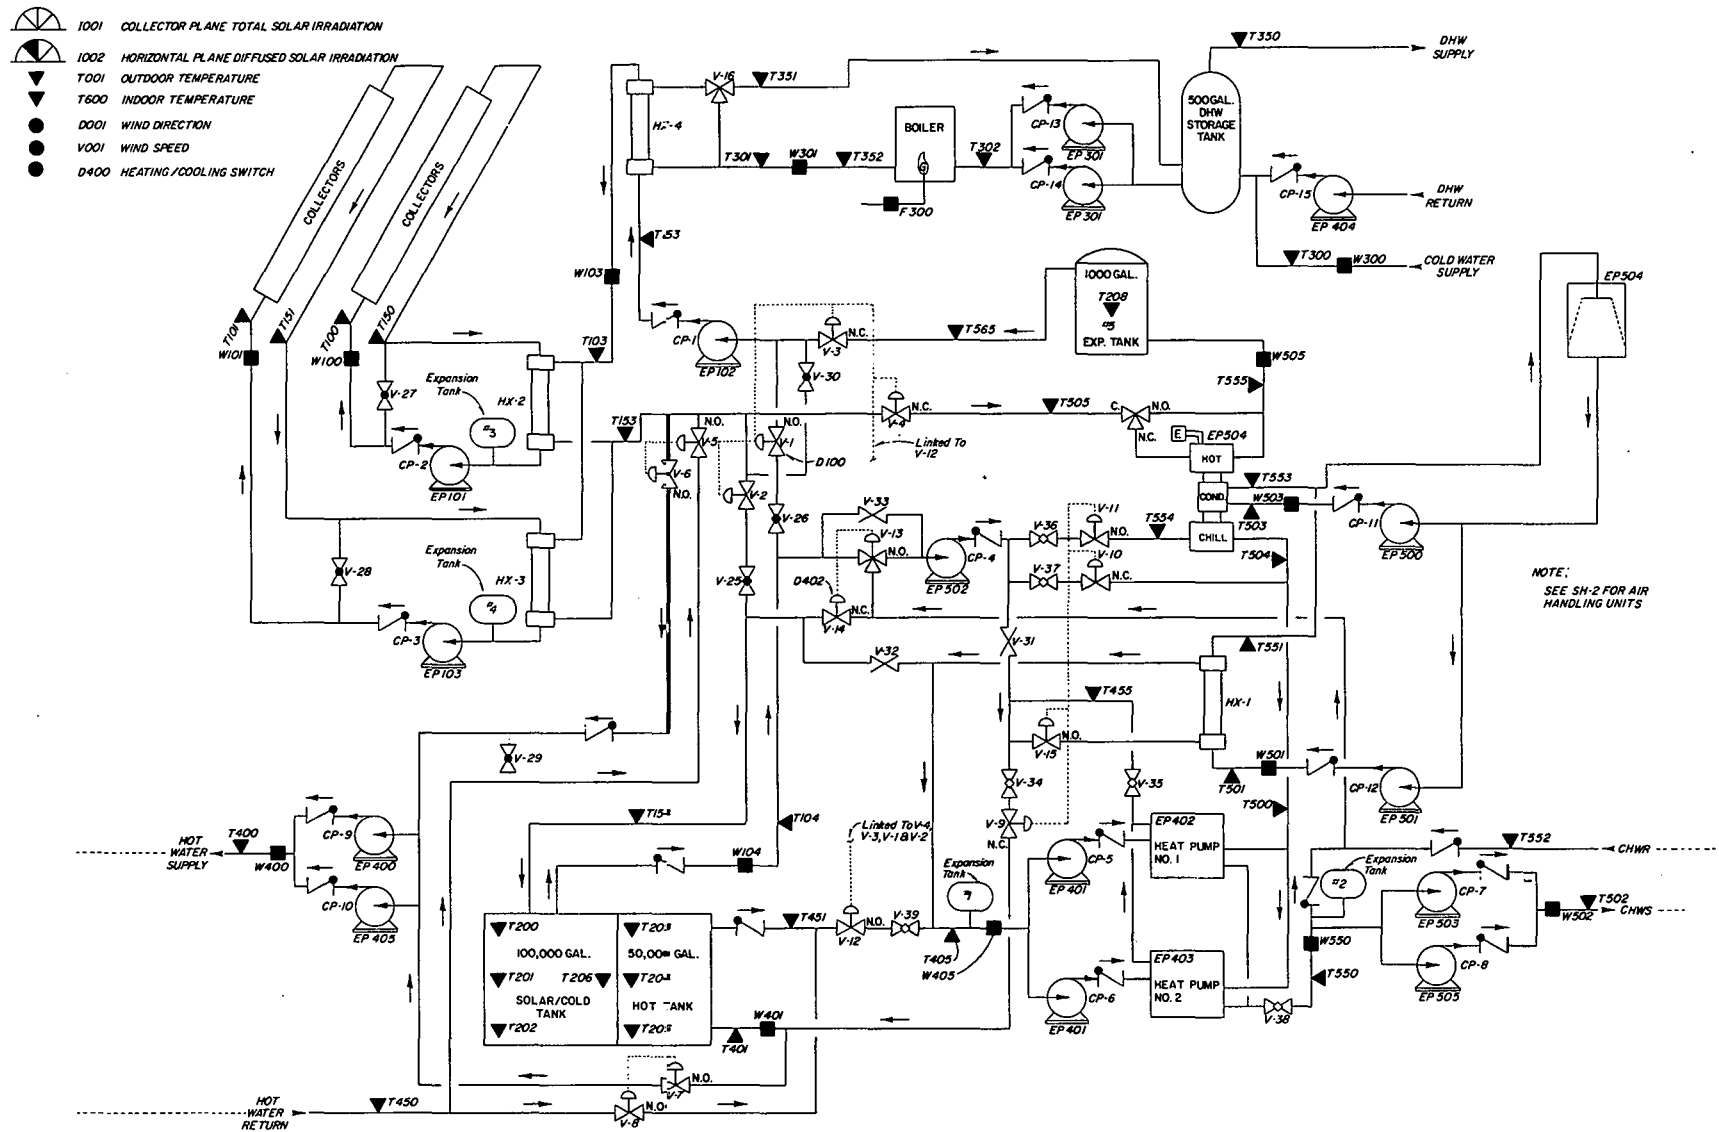 I001 COLLECTOR PLANE TOTAL SOLAR IRRADIATION
I002 HORIZONTAL PLANE DIFFUSED SOLAR IRRADIATION
T001 OUTDOOR TEMPERATURE
T600 INDOOR TEMPERATURE
D001 WIND DIRECTION
V001 WIND SPEED
D400 HEATING/COOLING SWITCH
COLLECTORS
COLLECTORS
T101
W101
T151
T100
W100
T150
V-27
Expansion
Tank
#3
HX-2
CP-2
EP101
T103
T153
V-28
Expansion
Tank
#4
HX-3
CP-3
EP103
W103
V-16
T351
HX-4
T301
W301
T352
BOILER
F300
T302
CP-13
EP301
CP-14
EP301
T350
DHW
SUPPLY
500 GAL.
DHW
STORAGE
TANK
CP-15
EP404
DHW
RETURN
T300
W300
COLD WATER
SUPPLY
T153
CP-1
EP102
V-3
N.C.
V-30
T565
1000 GAL.
T208
#5
EXP. TANK
W505
T555
EP504
V-4
N.C.
Linked To
V-12
T505
C.
N.O.
N.C.
E
EP504
HOT
COND.
CHILL
T553
W503
T503
CP-11
EP500
T504
N.O.
V-5
V-6
N.O.
N.O.
V-1
D100
V-2
V-26
V-25
V-33
V-13
N.O.
D402
V-14
N.C.
CP-4
EP502
V-36
V-11
N.O.
T554
V-37
V-10
N.C.
V-31
V-32
NOTE:
SEE SH-2 FOR AIR
HANDLING UNITS
T551
HX-1
T455
V-15
N.O.
V-34
V-35
V-9
N.C.
W501
T501
CP-12
EP501
T500
V-29
HOT
WATER
SUPPLY
T400
W400
CP-9
EP400
CP-10
EP405
T104
W104
Linked To V-4,
V-3, V-1 & V-2
T200
T201
T202
100,000 GAL.
SOLAR/COLD
TANK
T206
HOT TANK
T451
V-12
N.O.
V-39
Expansion
Tank
T405
W405
W401
T401
CP-5
EP401
EP402
HEAT PUMP
NO. 1
CP-6
EP401
EP403
HEAT PUMP
NO. 2
V-38
T552
CHWR
Expansion
Tank
#2
W550
T550
CP-7
EP503
CP-8
EP505
T502
W502
CHWS
V-7
N.O.
V-8
N.O.
HOT
WATER
RETURN
T450